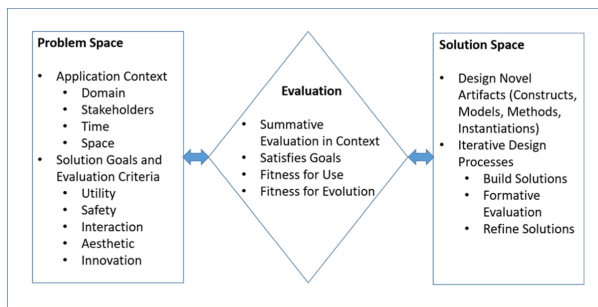 Problem Space
• Application Context
• Domain
• Stakeholders
• Time
• Space
• Solution Goals and
Evaluation Criteria
• Utility
• Safety
• Interaction
• Aesthetic
• Innovation
Evaluation
• Summative
Evaluation in Context
• Satisfies Goals
• Fitness for Use
• Fitness for Evolution
Solution Space
• Design Novel
Artifacts (Constructs,
Models, Methods,
Instantiations)
• Iterative Design
Processes
• Build Solutions
• Formative
Evaluation
• Refine Solutions